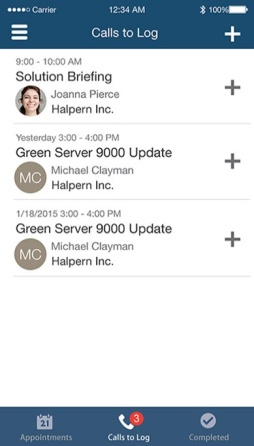 Carrier 12:34 AM 100%
Calls to Log
9:00 - 10:00 AM
Solution Briefing
Joanna Pierce
Halpern Inc.
Yesterday 3:00 - 4:00 PM
Green Server 9000 Update
MC
Michael Clayman
Halpern Inc.
1/18/2015 3:00 - 4:00 PM
Green Server 9000 Update
MC
Michael Clayman
Halpern Inc.
21
3
Appointments Calls to Log Completed